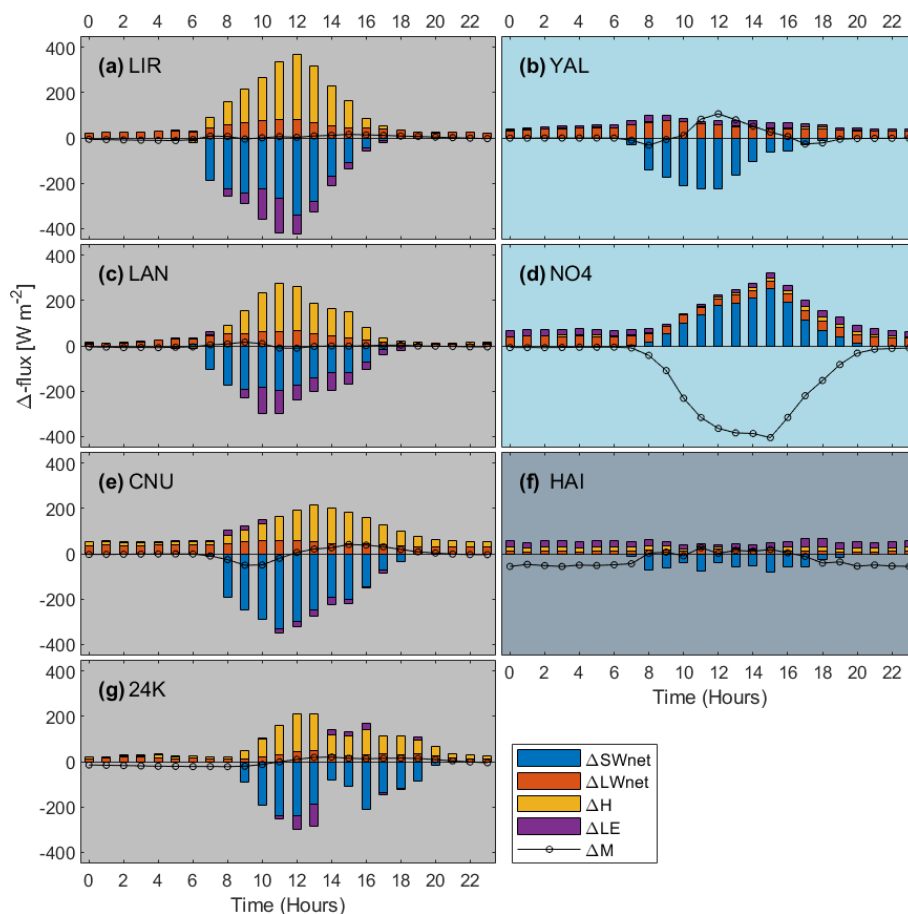 0 2 4 6 8 10 12 14 16 18 20 22
0 2 4 6 8 10 12 14 16 18 20 22
400
200
0
-200
-400
(a) LIR
(b) YAL
400
200
0
-200
-400
(c) LAN
(d) NO4
Δ-flux [W m-2]
400
200
0
-200
-400
(e) CNU
(f) HAI
0 2 4 6 8 10 12 14 16 18 20 22
Time (Hours)
400
200
0
-200
-400
(g) 24K
0 2 4 6 8 10 12 14 16 18 20 22
Time (Hours)
ΔSWnet
ΔLWnet
ΔH
ΔLE
ΔM